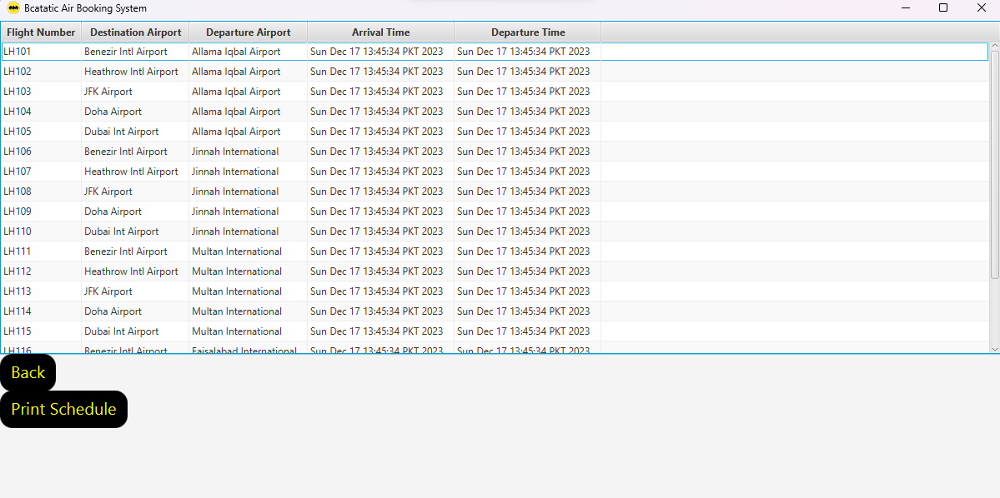 Bcatatic Air Booking System
Flight Number Destination Airport Departure Airport Arrival Time Departure Time
LH101 Benezir Intl Airport Allama Iqbal Airport Sun Dec 17 13:45:34 PKT 2023 Sun Dec 17 13:45:34 PKT 2023
LH102 Heathrow Intl Airport Allama Iqbal Airport Sun Dec 17 13:45:34 PKT 2023 Sun Dec 17 13:45:34 PKT 2023
LH103 JFK Airport Allama Iqbal Airport Sun Dec 17 13:45:34 PKT 2023 Sun Dec 17 13:45:34 PKT 2023
LH104 Doha Airport Allama Iqbal Airport Sun Dec 17 13:45:34 PKT 2023 Sun Dec 17 13:45:34 PKT 2023
LH105 Dubai Int Airport Allama Iqbal Airport Sun Dec 17 13:45:34 PKT 2023 Sun Dec 17 13:45:34 PKT 2023
LH106 Benezir Intl Airport Jinnah International Sun Dec 17 13:45:34 PKT 2023 Sun Dec 17 13:45:34 PKT 2023
LH107 Heathrow Intl Airport Jinnah International Sun Dec 17 13:45:34 PKT 2023 Sun Dec 17 13:45:34 PKT 2023
LH108 JFK Airport Jinnah International Sun Dec 17 13:45:34 PKT 2023 Sun Dec 17 13:45:34 PKT 2023
LH109 Doha Airport Jinnah International Sun Dec 17 13:45:34 PKT 2023 Sun Dec 17 13:45:34 PKT 2023
LH110 Dubai Int Airport Jinnah International Sun Dec 17 13:45:34 PKT 2023 Sun Dec 17 13:45:34 PKT 2023
LH111 Benezir Intl Airport Multan International Sun Dec 17 13:45:34 PKT 2023 Sun Dec 17 13:45:34 PKT 2023
LH112 Heathrow Intl Airport Multan International Sun Dec 17 13:45:34 PKT 2023 Sun Dec 17 13:45:34 PKT 2023
LH113 JFK Airport Multan International Sun Dec 17 13:45:34 PKT 2023 Sun Dec 17 13:45:34 PKT 2023
LH114 Doha Airport Multan International Sun Dec 17 13:45:34 PKT 2023 Sun Dec 17 13:45:34 PKT 2023
LH115 Dubai Int Airport Multan International Sun Dec 17 13:45:34 PKT 2023 Sun Dec 17 13:45:34 PKT 2023
LH116 Benezir Intl Airport Faisalabad International Sun Dec 17 13:45:34 PKT 2023 Sun Dec 17 13:45:34 PKT 2023
Back
Print Schedule